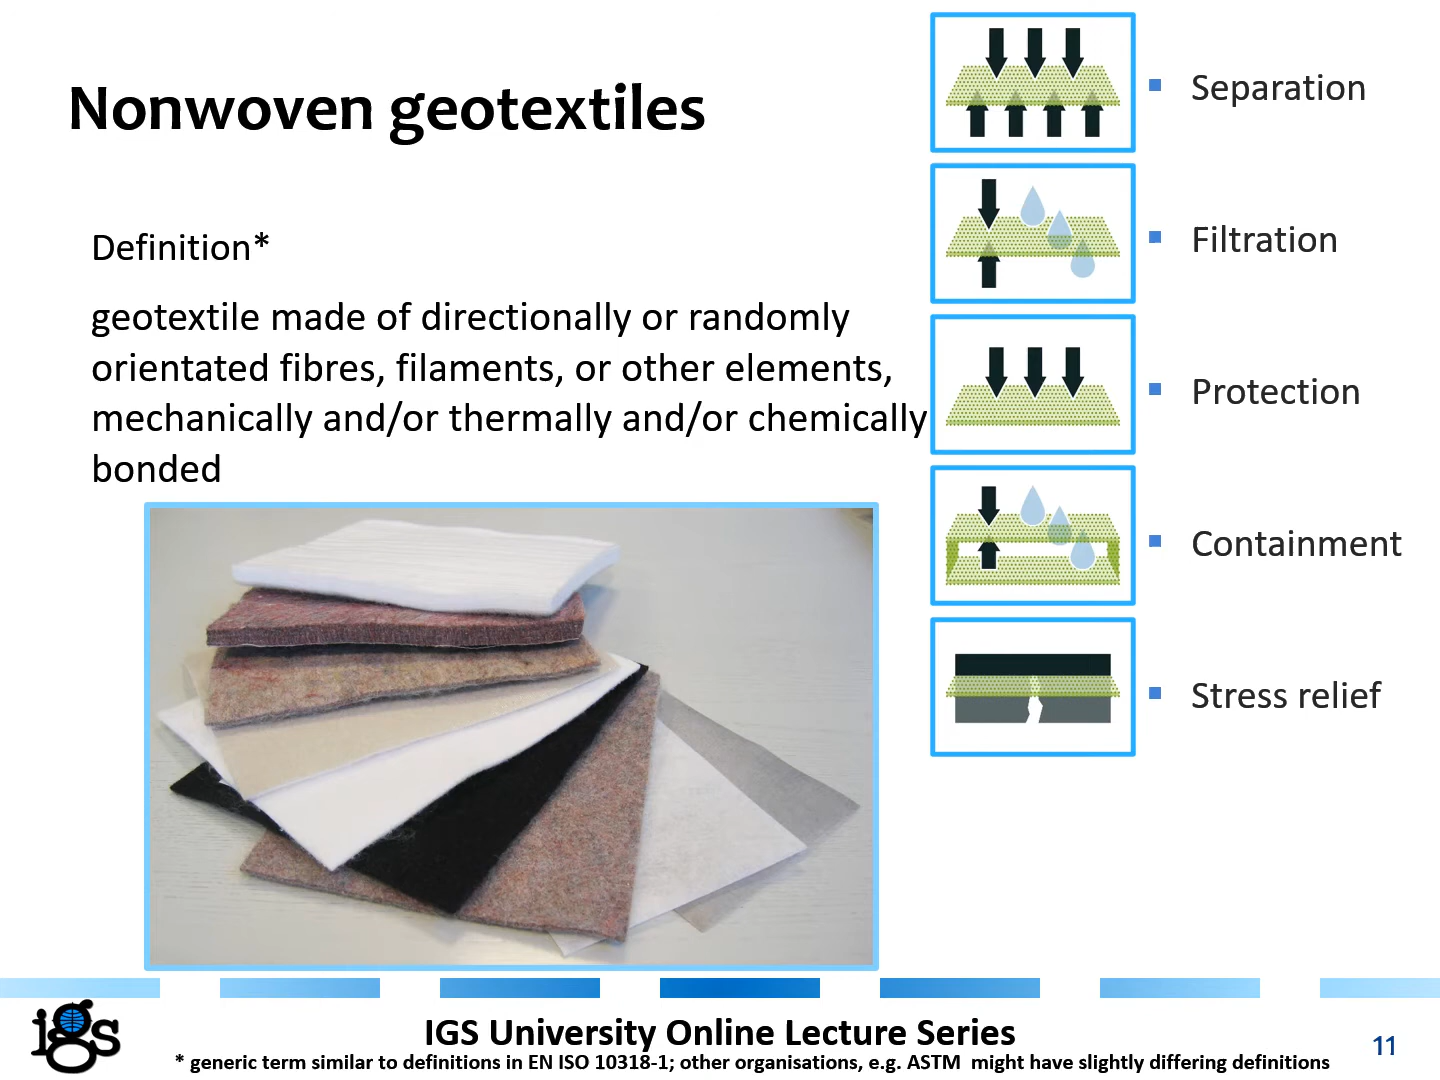 Nonwoven geotextiles
Definition*
geotextile made of directionally or randomly
orientated fibres, filaments, or other elements,
mechanically and/or thermally and/or chemically
bonded
Separation
Filtration
Protection
Containment
Stress relief
igs
IGS University Online Lecture Series
* generic term similar to definitions in EN ISO 10318-1; other organisations, e.g. ASTM  might have slightly differing definitions
11